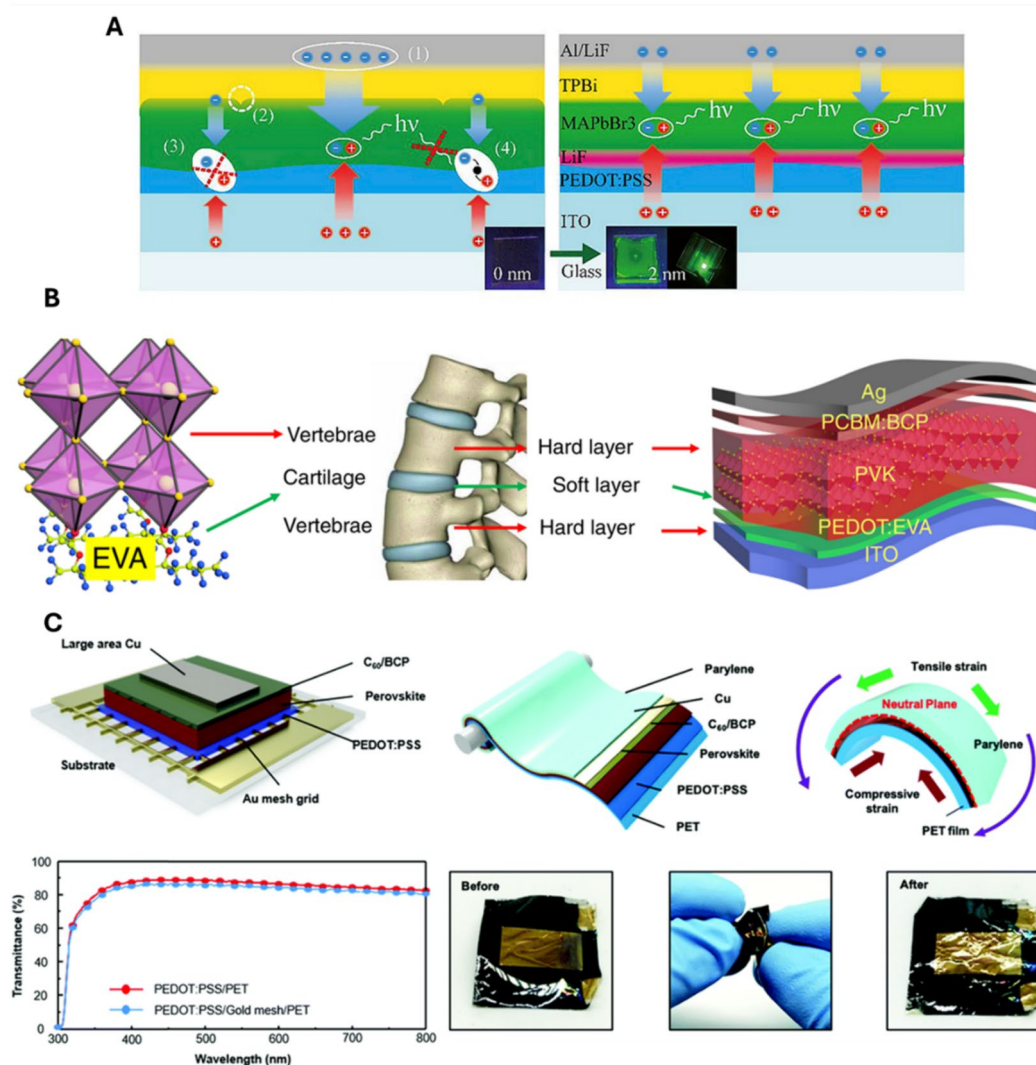 A
(1)
(2)
(3)
(4)
hν
0 nm
Al/LiF
TPBi
MAPbBr3
LiF
PEDOT:PSS
ITO
Glass
hν
hν
hν
2 nm
B
EVA
Vertebrae
Cartilage
Vertebrae
Hard layer
Soft layer
Hard layer
Ag
PCBM:BCP
PVK
PEDOT:EVA
ITO
C
Large area Cu
C₆₀/BCP
Perovskite
PEDOT:PSS
Substrate
Au mesh grid
Parylene
Cu
C₆₀/BCP
Perovskite
PEDOT:PSS
PET
Tensile strain
Neutral Plane
Parylene
Compressive
strain
PET film
Transmittance (%)
100
80
60
40
20
0
300
400
500
600
700
800
Wavelength (nm)
PEDOT:PSS/PET
PEDOT:PSS/Gold mesh/PET
Before
After